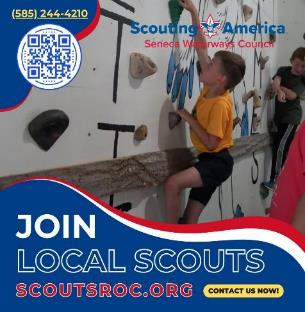 (585) 244-4210
Scouting America
Seneca Waterways Council
JOIN
LOCAL SCOUTS
SCOUTSROC.ORG
CONTACT US NOW!